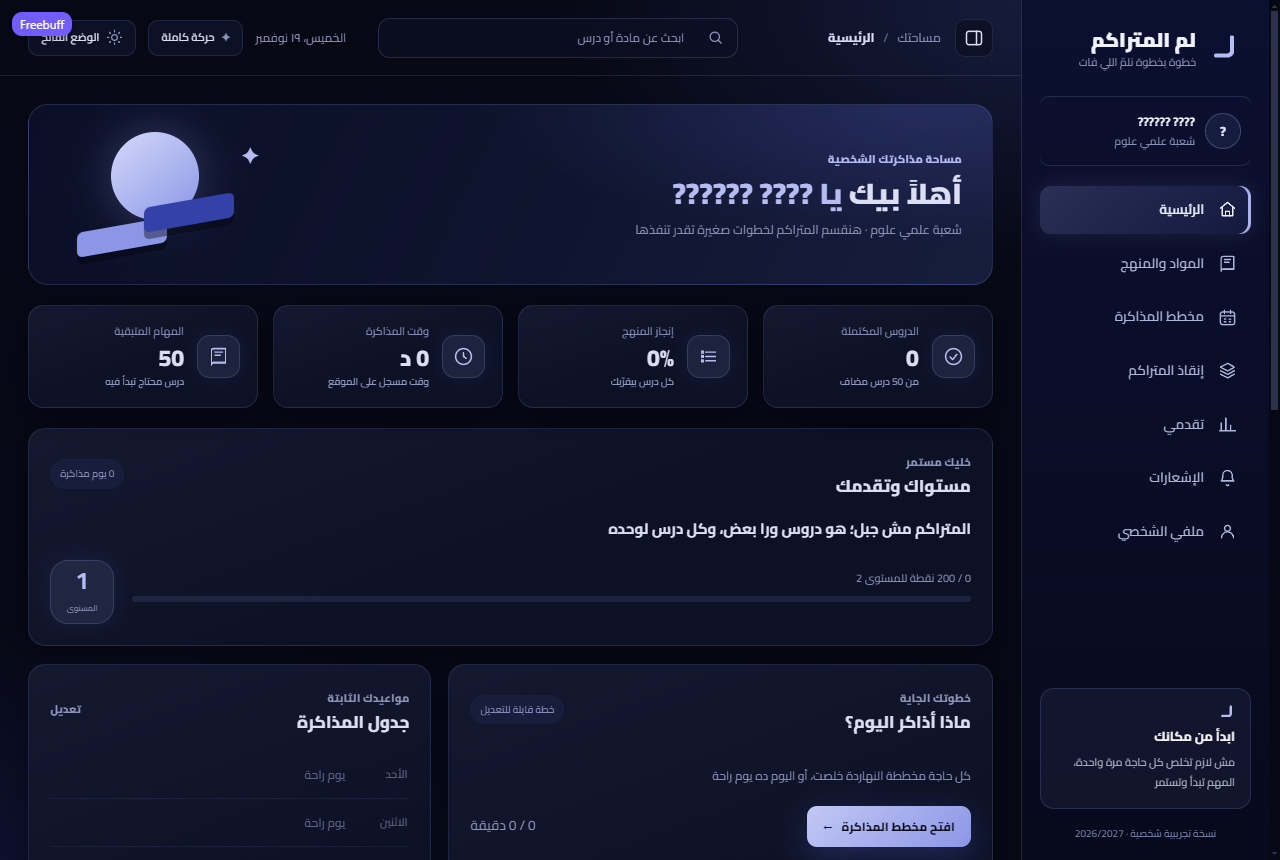 لم المتراكم
خطوة بخطوة نلمّ اللي فات
???? ??????
شعبة علمي علوم
?
الرئيسية
المواد والمنهج
مخطط المذاكرة
إنقاذ المتراكم
تقدمي
الإشعارات
ملفي الشخصي
ابدأ من مكانك
مش لازم تخلص كل حاجة مرة واحدة،
المهم تبدأ وتستمر
نسخة تجريبية شخصية · 2026/2027
مساحتك / الرئيسية
ابحث عن مادة أو درس
الخميس، ١٩ نوفمبر
حركة كاملة
الوضع الفاتح
Freebuff
مساحة مذاكرتك الشخصية
أهلاً بيك يا ???? ??????
شعبة علمي علوم · هنقسم المتراكم لخطوات صغيرة تقدر تنفذها
الدروس المكتملة
0
من 50 درس مضاف
إنجاز المنهج
0%
كل درس بيقرّبك
وقت المذاكرة
0 د
وقت مسجل على الموقع
المهام المتبقية
50
درس محتاج تبدأ فيه
خليك مستمر
مستواك وتقدمك
0 يوم مذاكرة
المتراكم مش جبل؛ هو دروس ورا بعض، وكل درس لوحده
0 / 200 نقطة للمستوى 2
1
المستوى
خطوتك الجاية
ماذا أذاكر اليوم؟
خطة قابلة للتعديل
كل حاجة مخططة النهاردة خلصت، أو اليوم ده يوم راحة
افتح مخطط المذاكرة ←
0 / 0 دقيقة
مواعيدك الثابتة
جدول المذاكرة
تعديل
الأحد
يوم راحة
الاثنين
يوم راحة